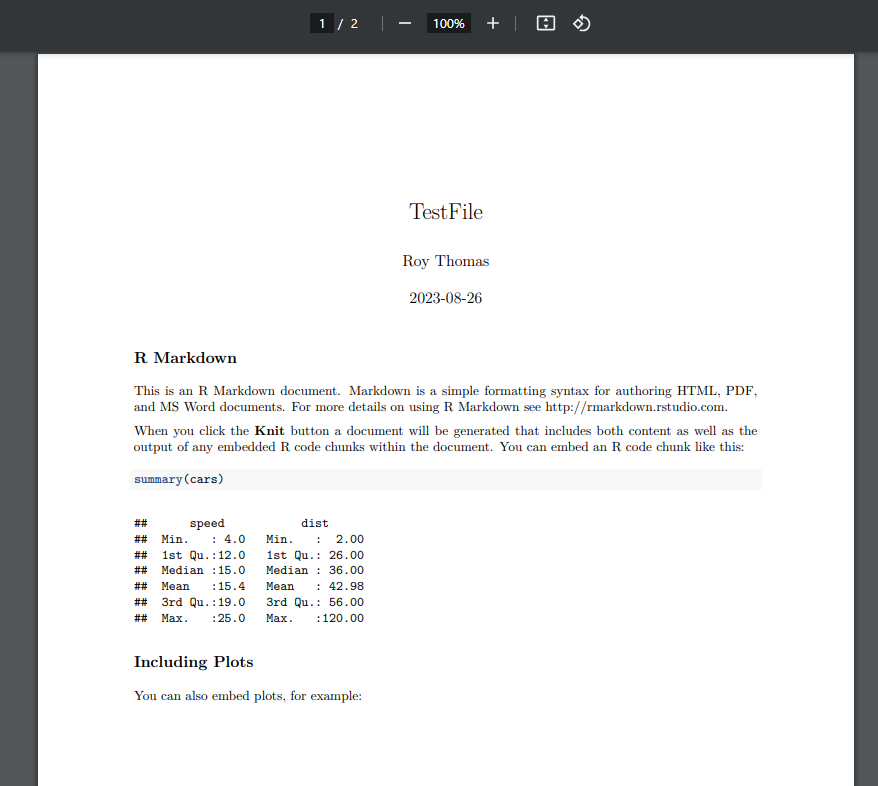 1 / 2 100%
TestFile
Roy Thomas
2023-08-26
R Markdown
This is an R Markdown document. Markdown is a simple formatting syntax for authoring HTML, PDF,
and MS Word documents. For more details on using R Markdown see http://rmarkdown.rstudio.com.
When you click the Knit button a document will be generated that includes both content as well as the
output of any embedded R code chunks within the document. You can embed an R code chunk like this:
summary(cars)
##      speed           dist
##  Min.   : 4.0   Min.   :  2.00
##  1st Qu.:12.0   1st Qu.: 26.00
##  Median :15.0   Median : 36.00
##  Mean   :15.4   Mean   : 42.98
##  3rd Qu.:19.0   3rd Qu.: 56.00
##  Max.   :25.0   Max.   :120.00
Including Plots
You can also embed plots, for example: